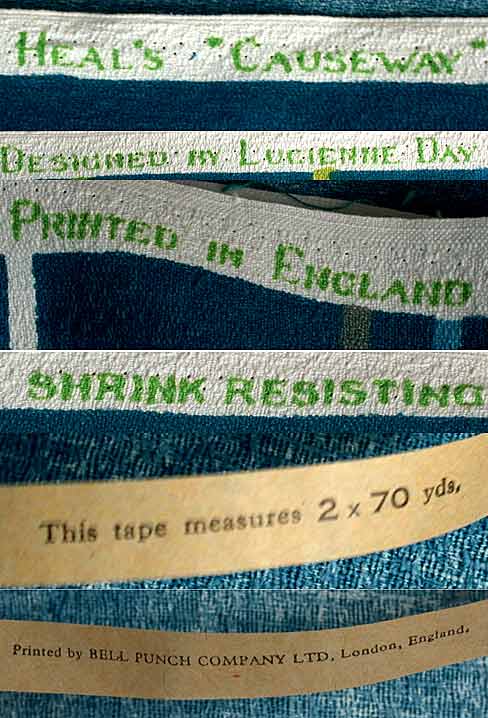 HEAL'S "CAUSEWAY"
DESIGNED BY LUCIENNE DAY
PRINTED IN ENGLAND
SHRINK RESISTING
This tape measures 2 x 70 yds.
Printed by BELL PUNCH COMPANY LTD, London, England.